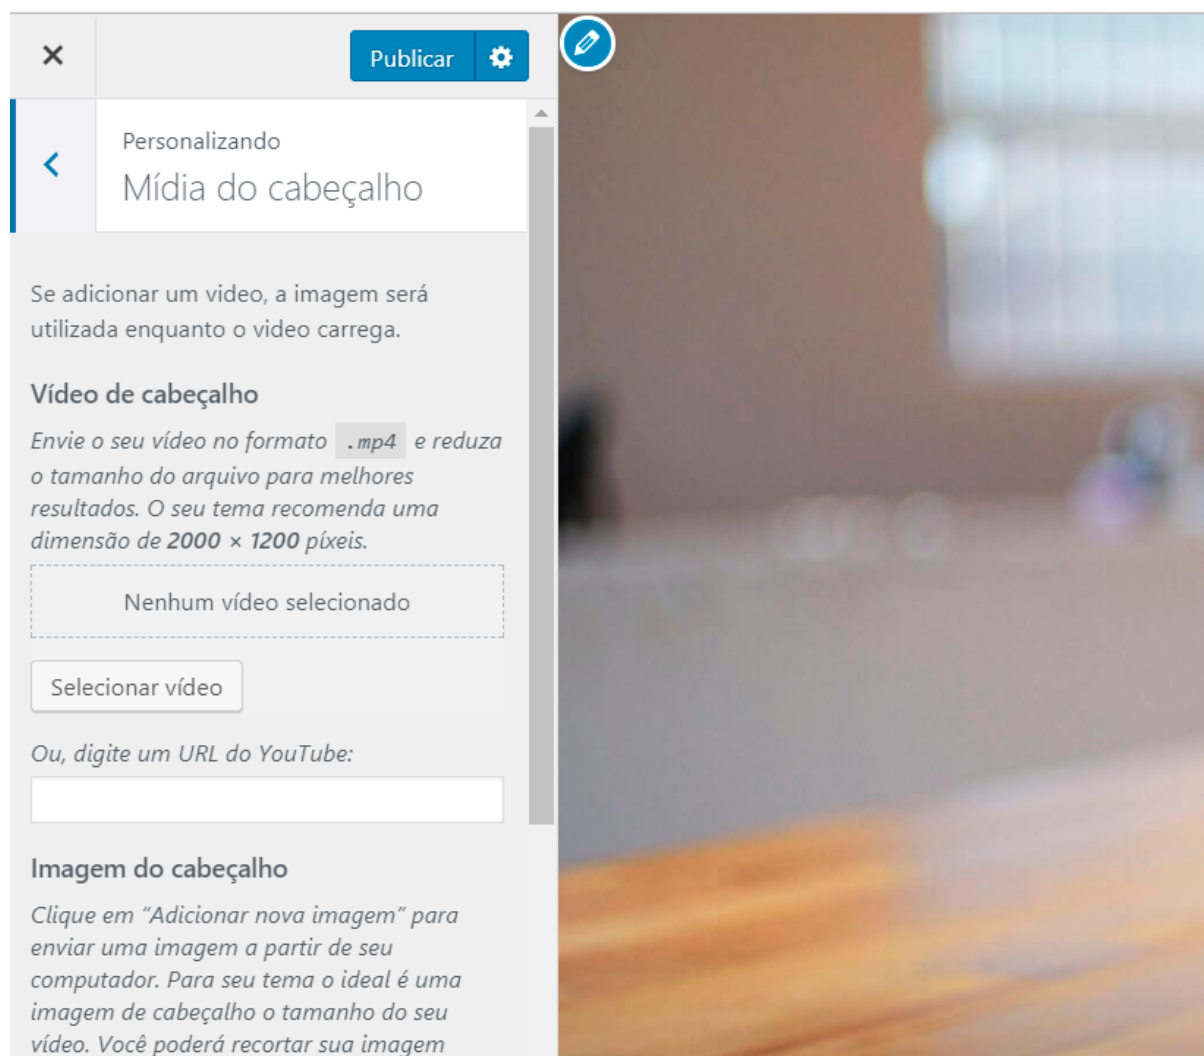 Publicar
Personalizando
Mídia do cabeçalho
Se adicionar um video, a imagem será
utilizada enquanto o video carrega.
Vídeo de cabeçalho
Envie o seu vídeo no formato .mp4 e reduza
o tamanho do arquivo para melhores
resultados. O seu tema recomenda uma
dimensão de 2000 × 1200 píxeis.
Nenhum vídeo selecionado
Selecionar vídeo
Ou, digite um URL do YouTube:
Imagem do cabeçalho
Clique em “Adicionar nova imagem” para
enviar uma imagem a partir de seu
computador. Para seu tema o ideal é uma
imagem de cabeçalho o tamanho do seu
vídeo. Você poderá recortar sua imagem